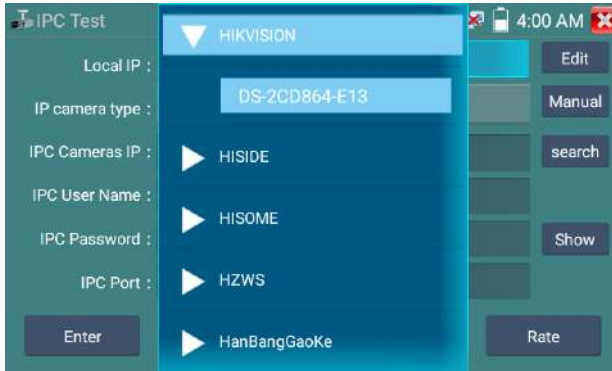 IPC Test
4:00 AM
HIKVISION
Local IP :
Edit
DS-2CD864-E13
IP camera type :
Manual
IPC Cameras IP :
HISIDE
search
IPC User Name :
HISOME
IPC Password :
Show
IPC Port :
HZWS
Enter
HanBangGaoKe
Rate